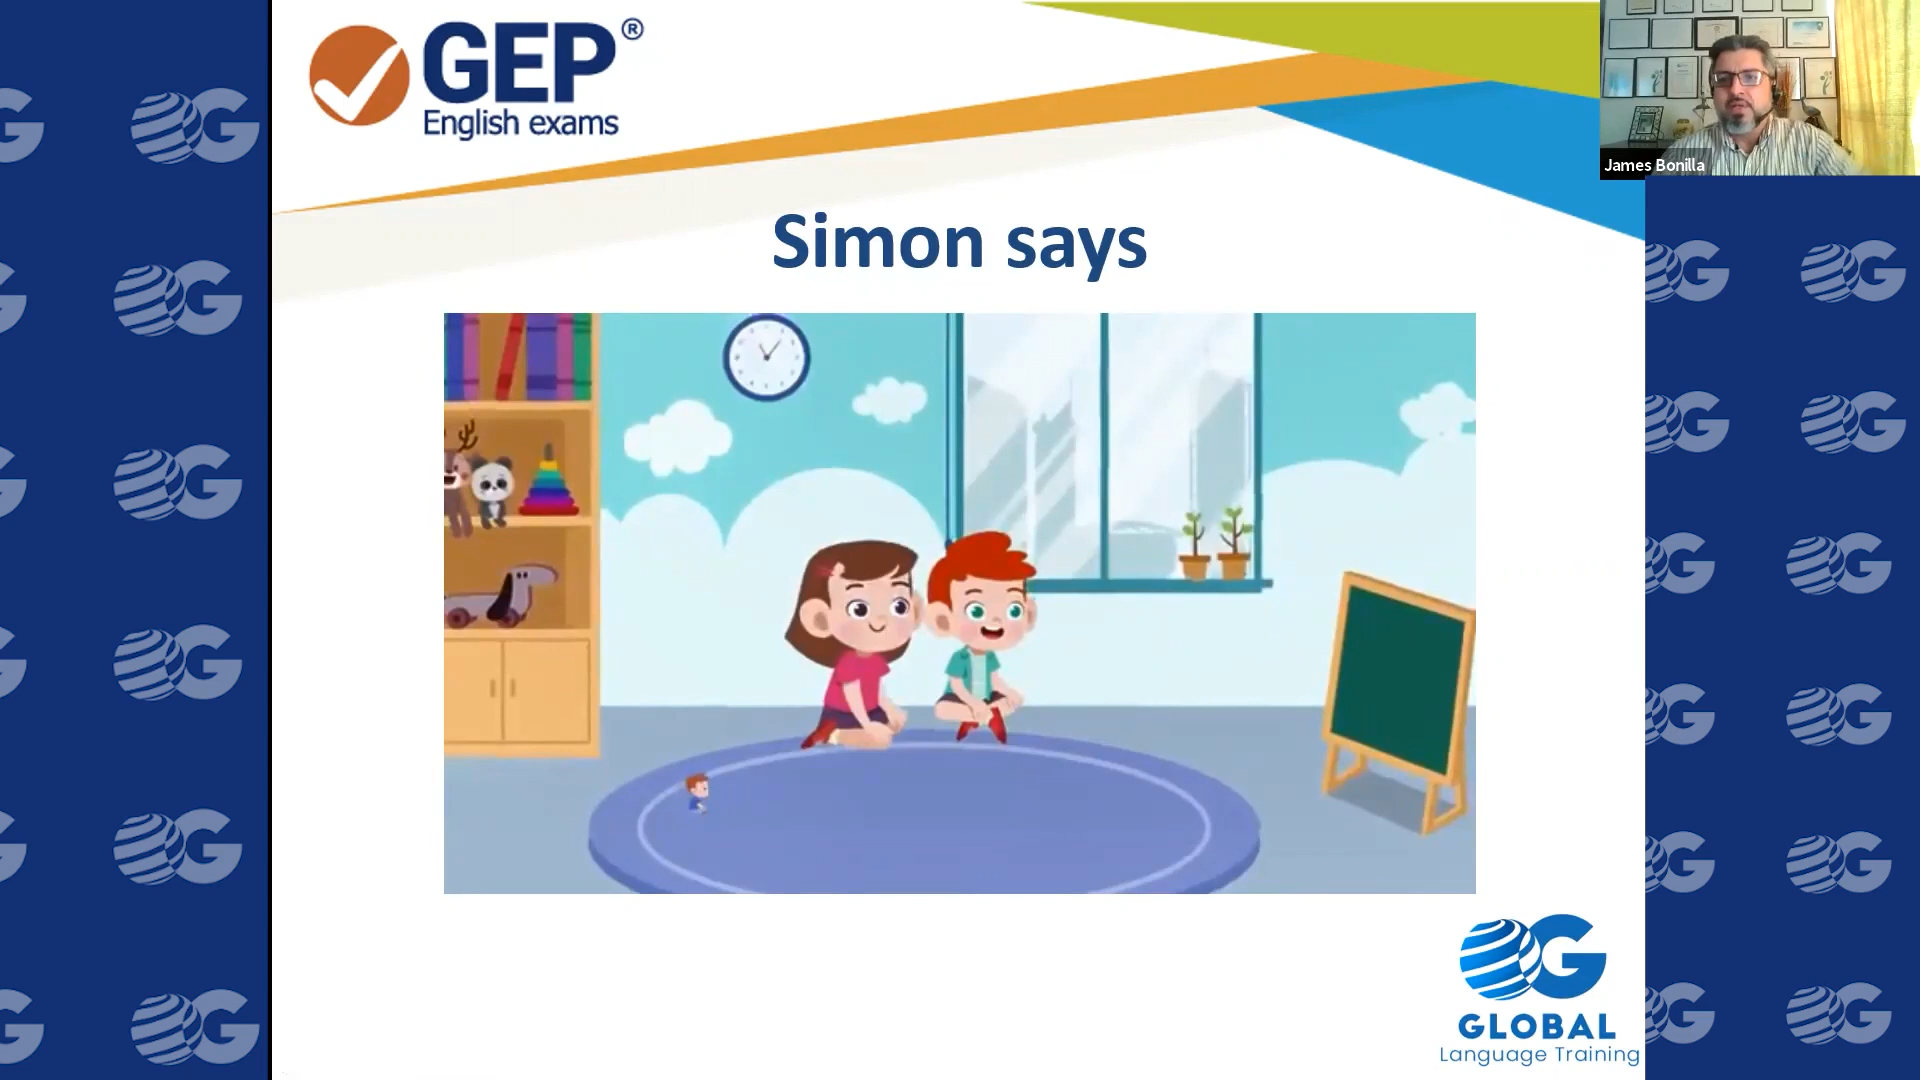 GEP®
English exams
James Bonilla
Simon says
G
GLOBAL
Language Training